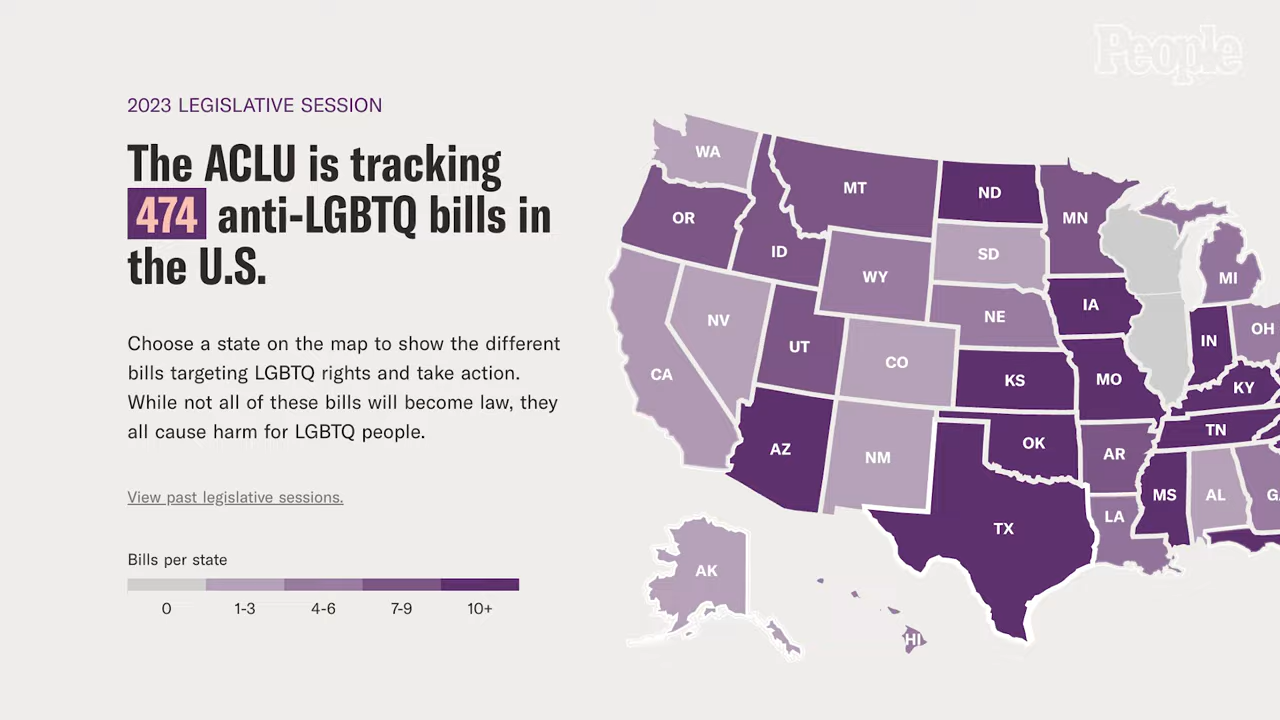 People
2023 LEGISLATIVE SESSION
The ACLU is tracking
474 anti-LGBTQ bills in
the U.S.
Choose a state on the map to show the different
bills targeting LGBTQ rights and take action.
While not all of these bills will become law, they
all cause harm for LGBTQ people.
View past legislative sessions.
Bills per state
0 1-3 4-6 7-9 10+
WA
MT
ND
MN
OR
ID
SD
WY
MI
IA
NE
NV
UT
OH
IN
CO
CA
KS
MO
KY
TN
AZ
OK
NM
AR
MS
AL
LA
TX
AK
HI